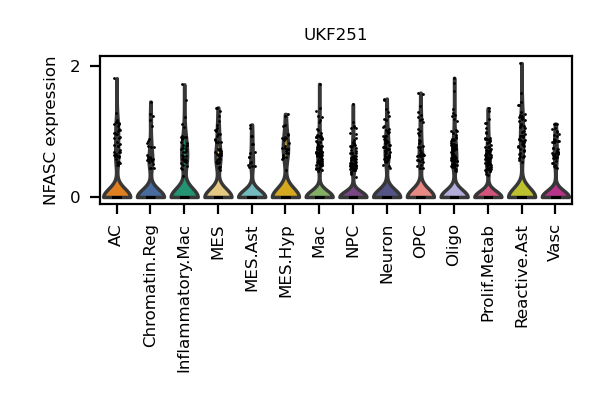 UKF251
NFASC expression
2
0
AC
Chromatin.Reg
Inflammatory.Mac
MES
MES.Ast
MES.Hyp
Mac
NPC
Neuron
OPC
Oligo
Prolif.Metab
Reactive.Ast
Vasc